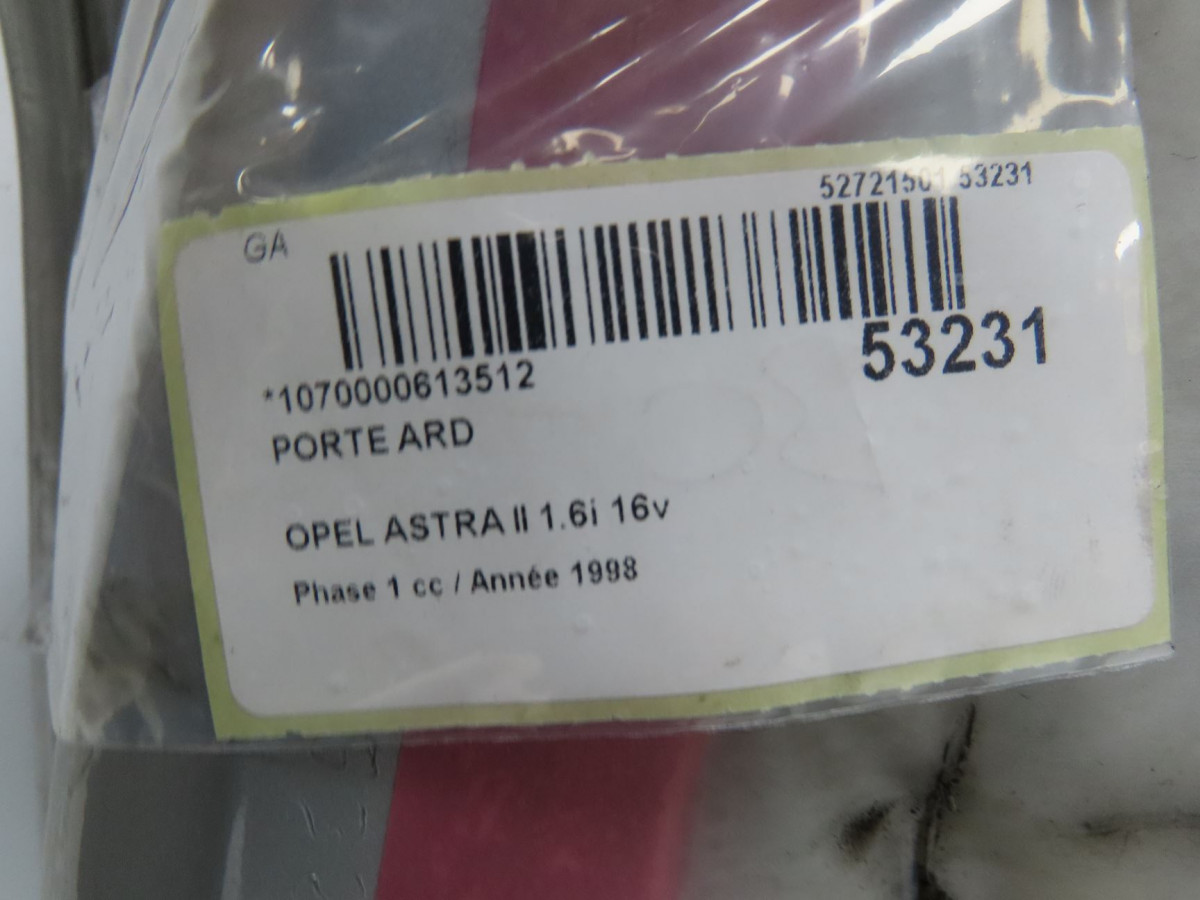 52721501 53231
GA
53231
*1070000613512
PORTE ARD
OPEL ASTRA II 1.6i 16v
Phase 1 cc / Année 1998